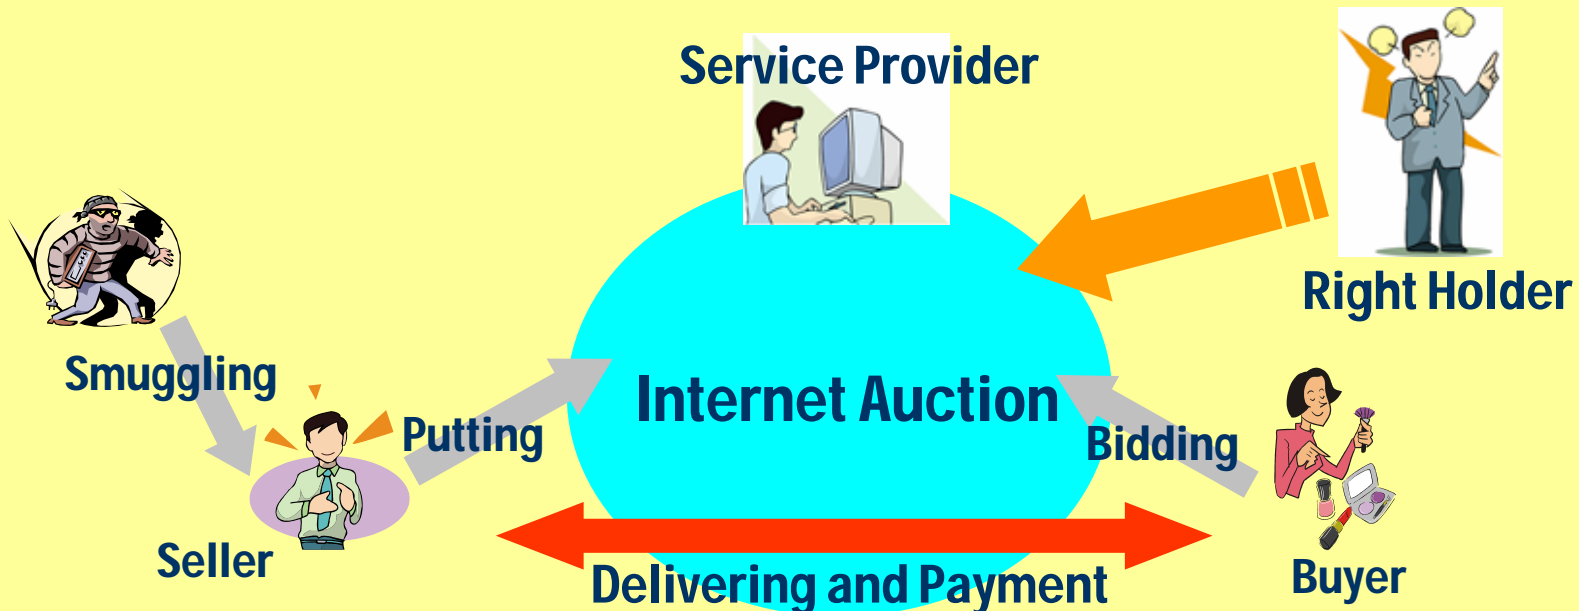 Service Provider
Right Holder
Smuggling
Internet Auction
Putting
Bidding
Seller
Delivering and Payment
Buyer